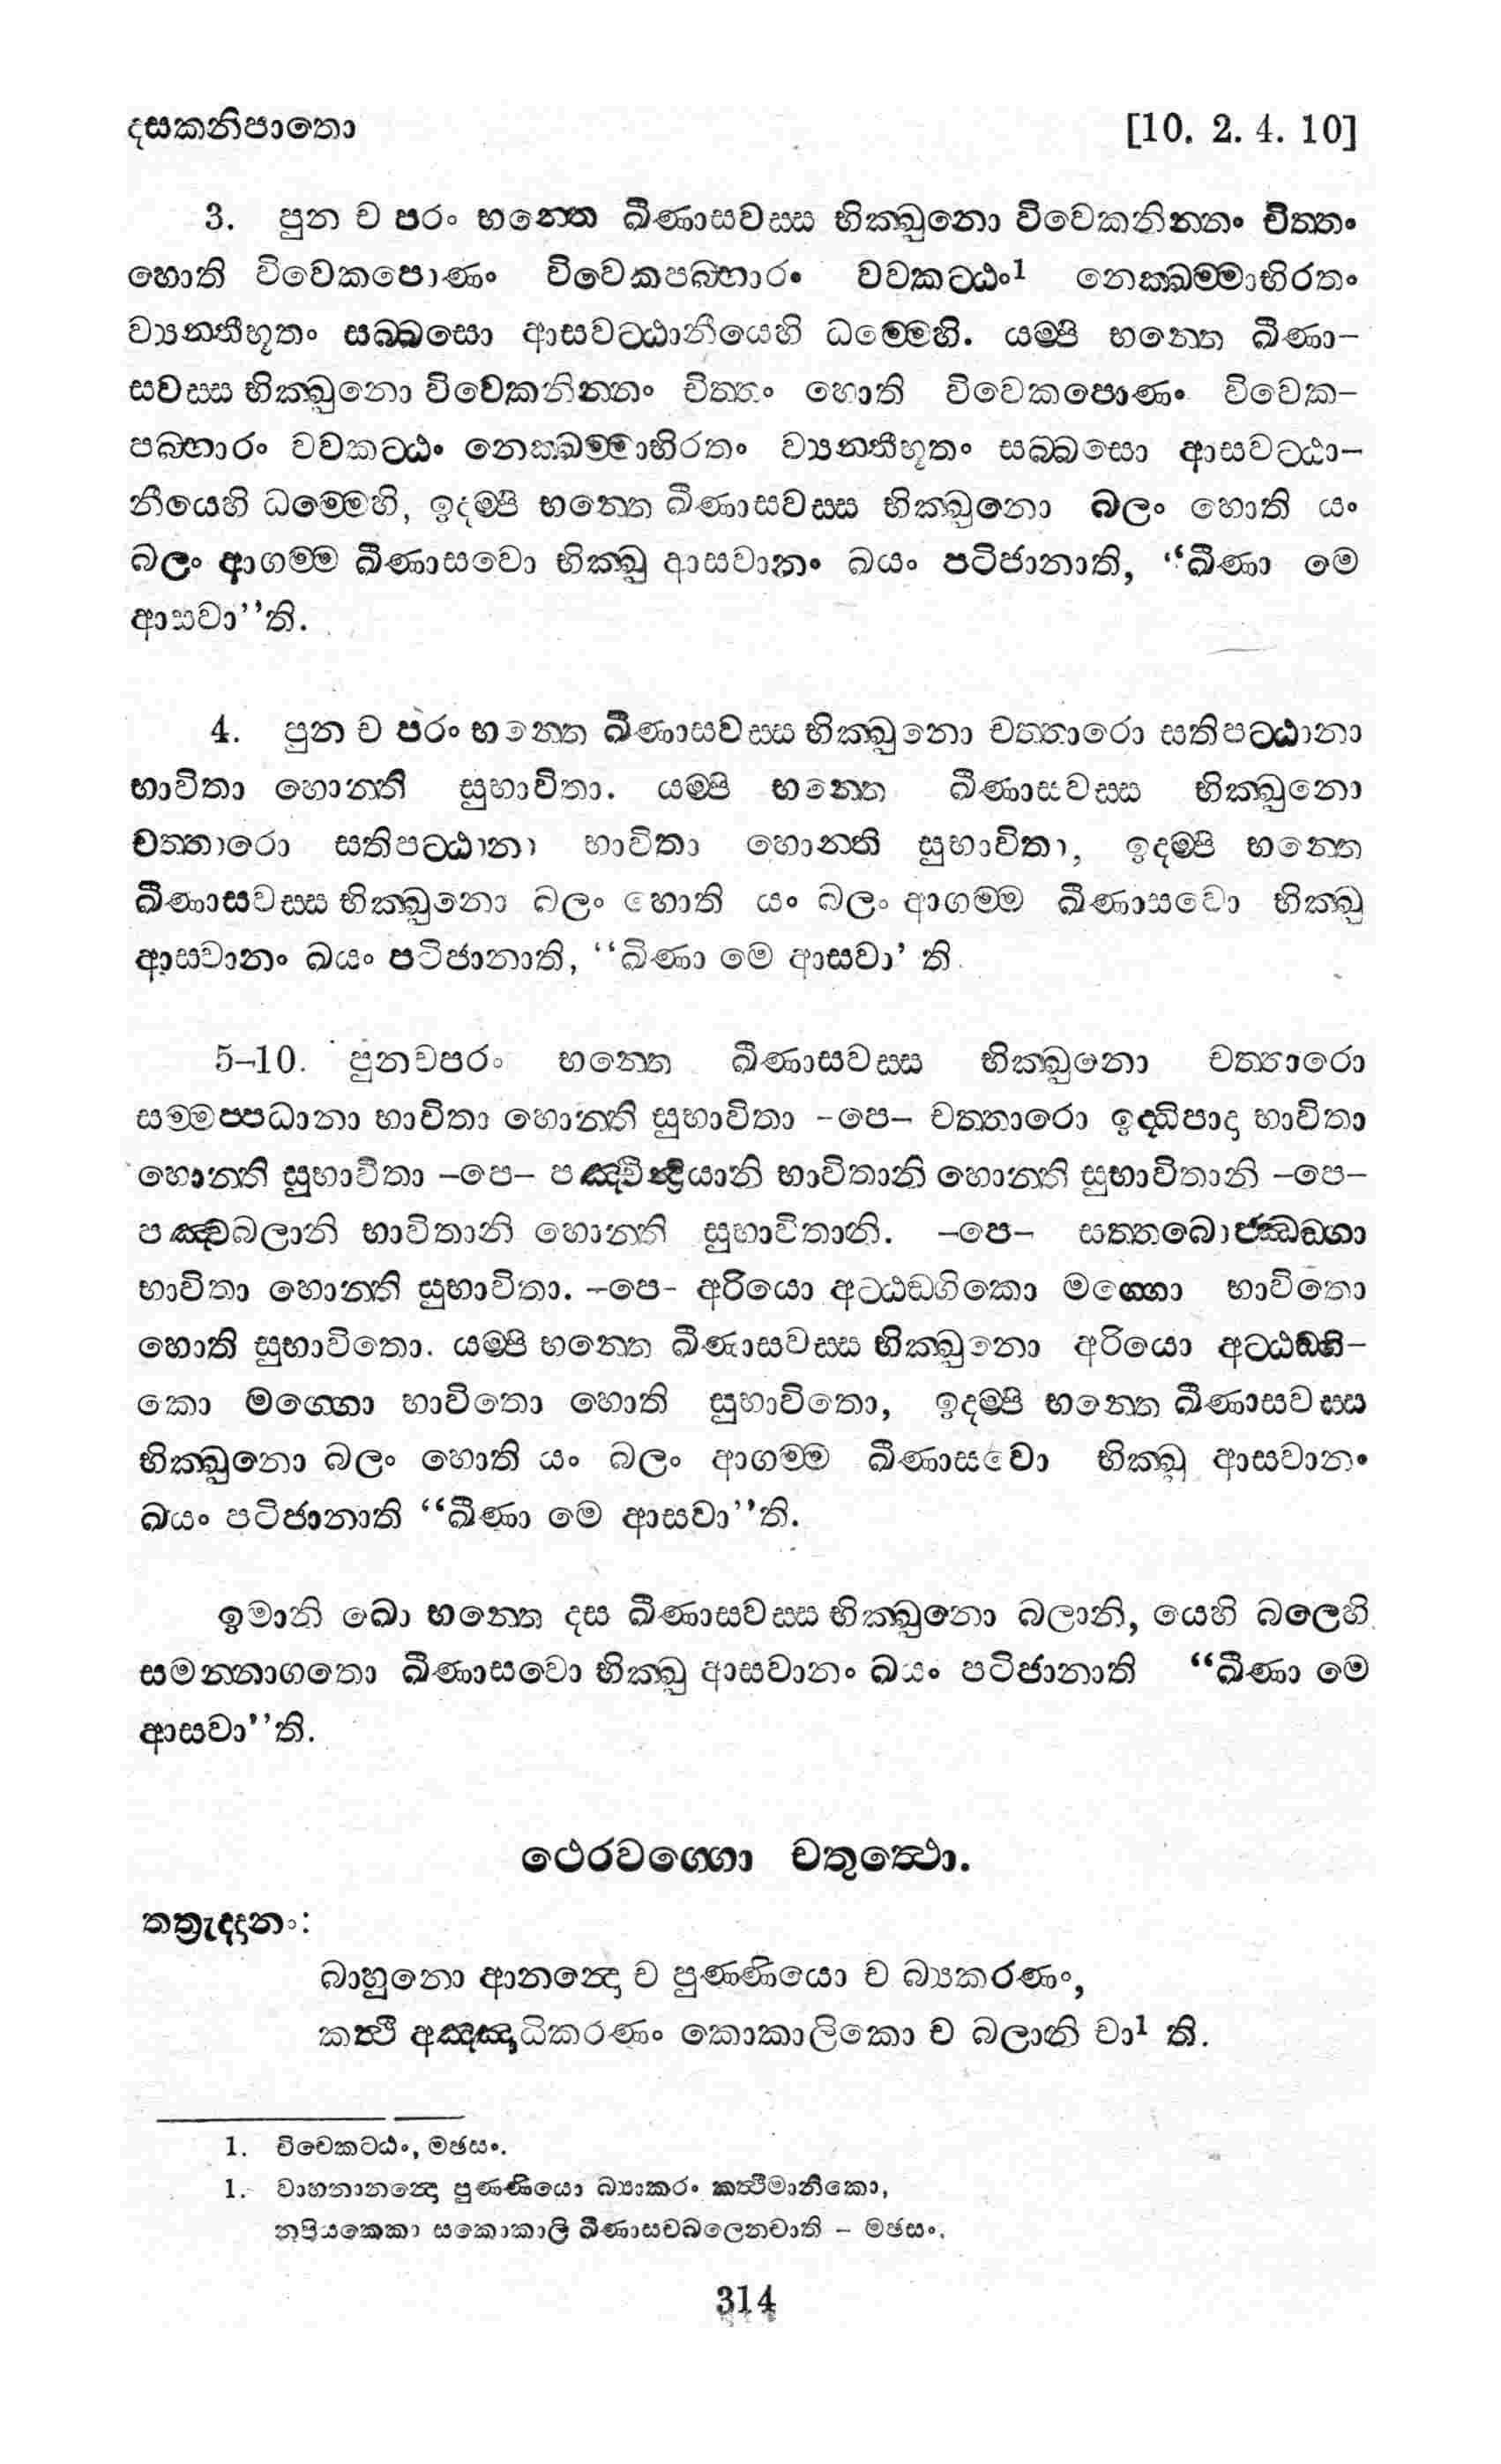 දසකනිපාතො [10. 2. 4. 10]
3. පුන ච පරං භන්තෙ ඛීණාසවස්ස භික්ඛුනො විවෙකනින්නං චිත්තං
හොති විවෙකපොණං විවෙකපබ්භාරං වවකට්ඨං1 නෙක්ඛම්මාභිරතං
ව්‍යන්තීභූතං සබ්බසො ආසවට්ඨානීයෙහි ධම්මෙහි. යම්පි භන්තෙ ඛීණා-
සවස්ස භික්ඛුනො විවෙකනින්නං චිත්තං හොති විවෙකපොණං විවෙක-
පබ්භාරං වවකට්ඨං නෙක්ඛම්මාභිරතං ව්‍යන්තීභූතං සබ්බසො ආසවට්ඨා-
නීයෙහි ධම්මෙහි, ඉදම්පි භන්තෙ ඛීණාසවස්ස භික්ඛුනො බලං හොති යං
බලං ආගම්ම ඛීණාසවො භික්ඛු ආසවානං ඛයං පටිජානාති, “ඛීණා මෙ
ආසවා”ති.
4. පුන ච පරං භන්තෙ ඛීණාසවස්ස භික්ඛුනො චත්තාරො සතිපට්ඨානා
භාවිතා හොන්ති සුභාවිතා. යම්පි භන්තෙ ඛීණාසවස්ස භික්ඛුනො
චත්තාරො සතිපට්ඨානා භාවිතා හොන්ති සුභාවිතා, ඉදම්පි භන්තෙ
ඛීණාසවස්ස භික්ඛුනො බලං හොති යං බලං ආගම්ම ඛීණාසවො භික්ඛු
ආසවානං ඛයං පටිජානාති, “ඛිණා මෙ ආසවා’ ති.
5–10. පුනචපරං භන්තෙ ඛීණාසවස්ස භික්ඛුනො චත්තාරො
සම්මප්පධානා භාවිතා හොන්ති සුභාවිතා –පෙ– චත්තාරො ඉද්ධිපාදා භාවිතා
හොන්ති සුභාවිතා –පෙ– පඤ්චින්ද්‍රියානි භාවිතානි හොන්ති සුභාවිතානි –පෙ–
පඤ්චබලානි භාවිතානි හොන්ති සුභාවිතානි. –පෙ– සත්තබොජ්ඣඞ්ගා
භාවිතා හොන්ති සුභාවිතා. –පෙ– අරියො අට්ඨඞ්ගිකො මග්ගො භාවිතො
හොති සුභාවිතො. යම්පි භන්තෙ ඛීණාසවස්ස භික්ඛුනො අරියො අට්ඨඞ්ගි-
කො මග්ගො භාවිතො හොති සුභාවිතො, ඉදම්පි භන්තෙ ඛීණාසවස්ස
භික්ඛුනො බලං හොති යං බලං ආගම්ම ඛීණාසවො භික්ඛු ආසවානං
ඛයං පටිජානාති “ඛීණා මෙ ආසවා”ති.
ඉමානි ඛො භන්තෙ දස ඛීණාසවස්ස භික්ඛුනො බලානි, යෙහි බලෙහි
සමන්නාගතො ඛීණාසවො භික්ඛු ආසවානං ඛයං පටිජානාති “ඛීණා මෙ
ආසවා”ති.
ථෙරවග්ගො චතුත්ථො.
තත්‍රැද්දානං:
බාහුනො ආනන්දො ච පුණ්ණියො ච බ්‍යකරණං,
කත්ථී අඤ්ඤාධිකරණං කොකාලිකො ච බලානි චා1 ති.
1. විවෙකට්ඨං, මඡසං.
1. වාහනානන්දො පුණ්ණියො බ්‍යාකරං කත්ථීමානිකො,
නුප්පියකෙකා සකොකාලි ඛීණාසවබලෙනචාති – මඡසං.
314